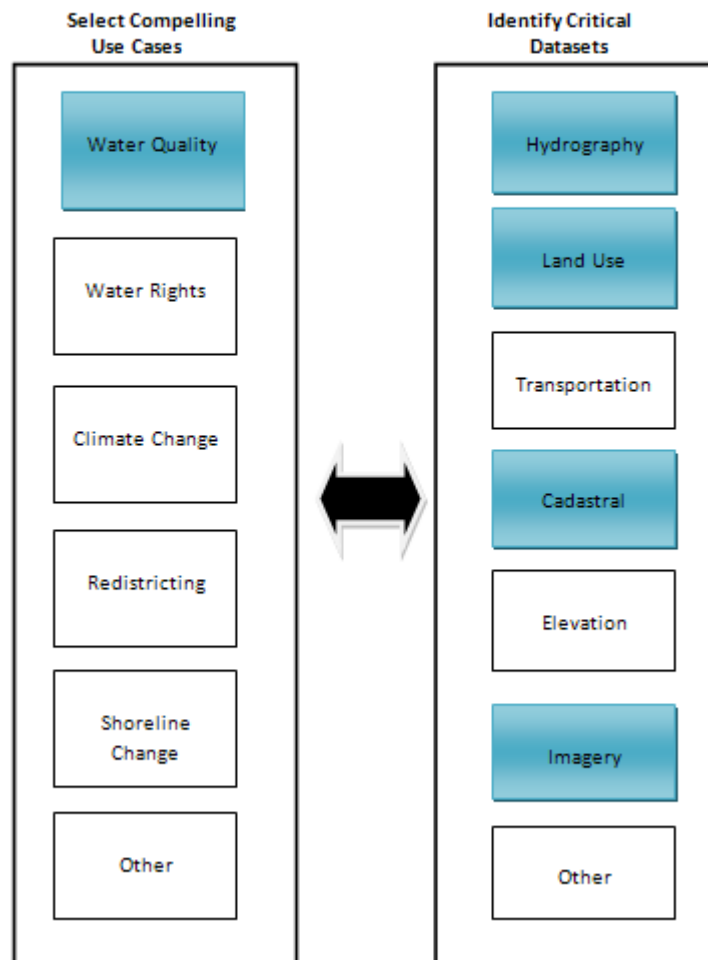 Select Compelling
Use Cases
Water Quality
Water Rights
Climate Change
Redistricting
Shoreline
Change
Other
Identify Critical
Datasets
Hydrography
Land Use
Transportation
Cadastral
Elevation
Imagery
Other